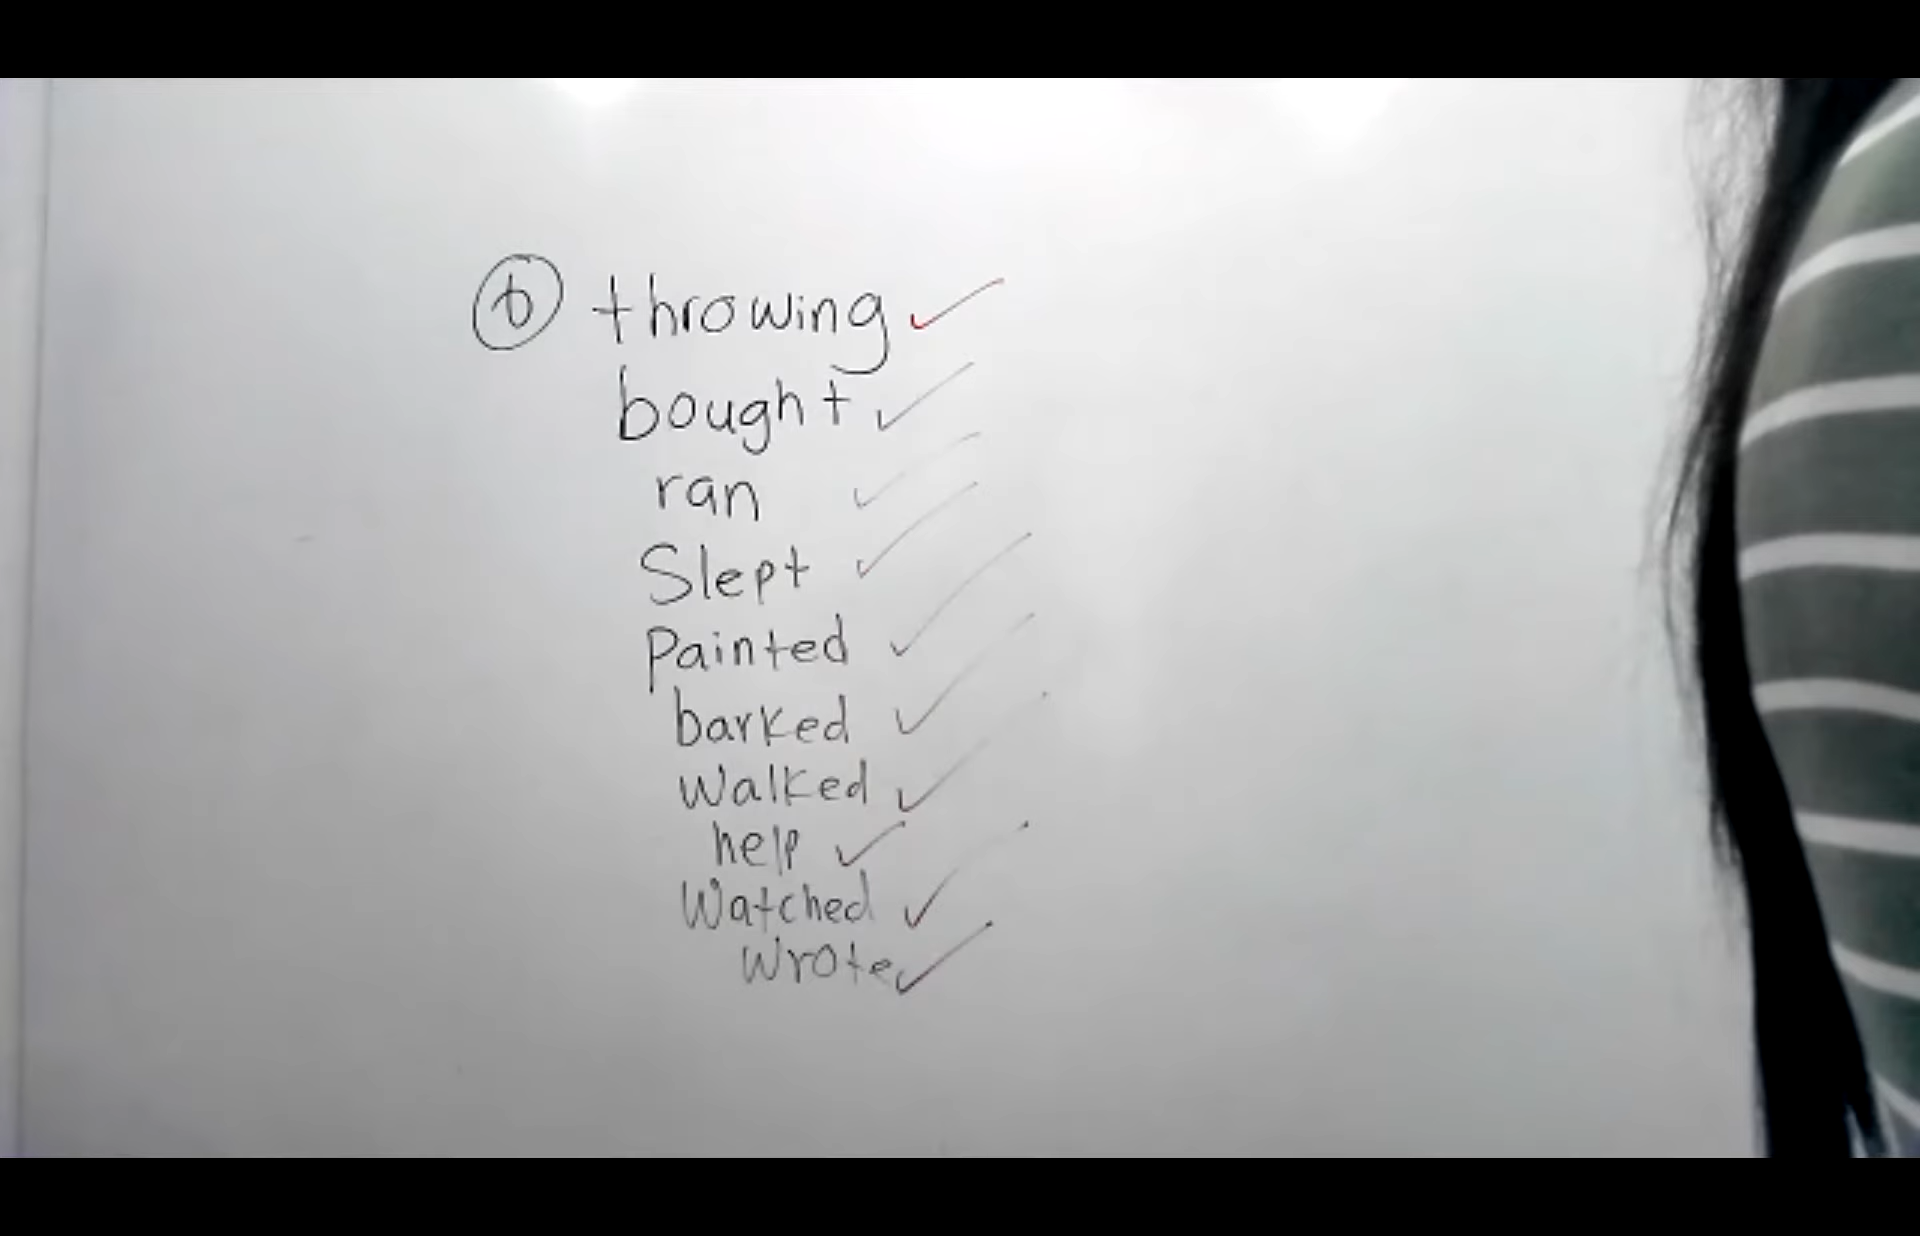 b throwing ✓
bought ✓
ran ✓
Slept ✓
Painted ✓
barked ✓
Walked ✓
help ✓
Watched ✓
Wrote ✓